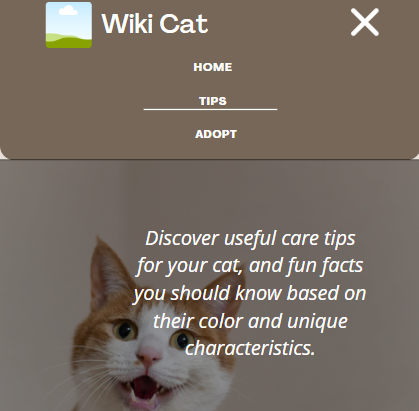 Wiki Cat
HOME
TIPS
ADOPT
Discover useful care tips
for your cat, and fun facts
you should know based on
their color and unique
characteristics.